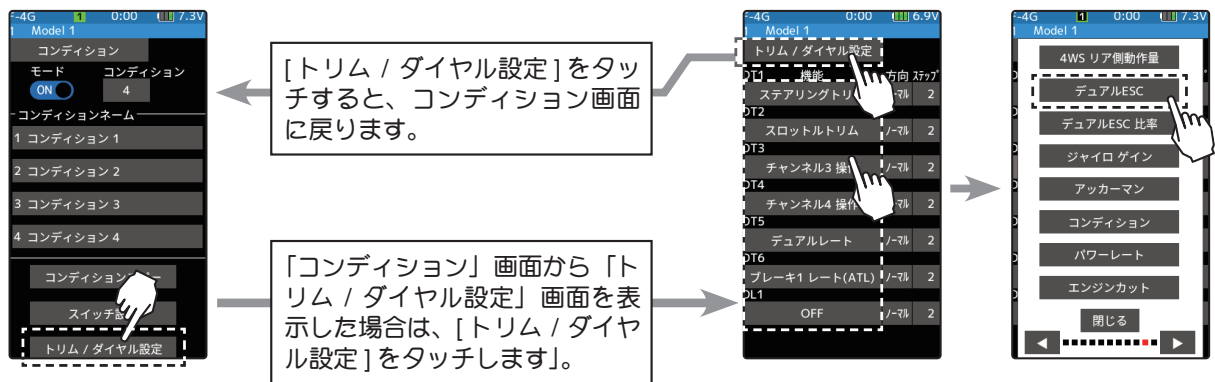 -4G 1 0:00 7.3V
1 Model 1
コンディション
モード コンディション
ON 4
コンディションネーム
1 コンディション 1
2 コンディション 2
3 コンディション 3
4 コンディション 4
スイッチ設
トリム / ダイヤル設定
[トリム / ダイヤル設定]をタッ
チすると、コンディション画面
に戻ります。
「コンディション」画面から「ト
リム / ダイヤル設定」画面を表
示した場合は、[トリム / ダイヤ
ル設定]をタッチします」。
-4G 0:00 6.9V
1 Model 1
トリム / ダイヤル設定
DT1 機能 方向 ステップ
ステアリングトリ ノーマル 2
DT2
スロットルトリム ノーマル 2
DT3
チャンネル3 操 ノーマル 2
DT4
チャンネル4 操作 ーマル 2
DT5
デュアルレート ノーマル 2
DT6
ブレーキ1 レート(ATL) ノーマル 2
DL1
OFF ノーマル 2
-4G 1 0:00 7.3V
1 Model 1
4WS リア側動作量
デュアルESC
デュアルESC 比率
ジャイロ ゲイン
アッカーマン
コンディション
パワーレート
エンジンカット
閉じる